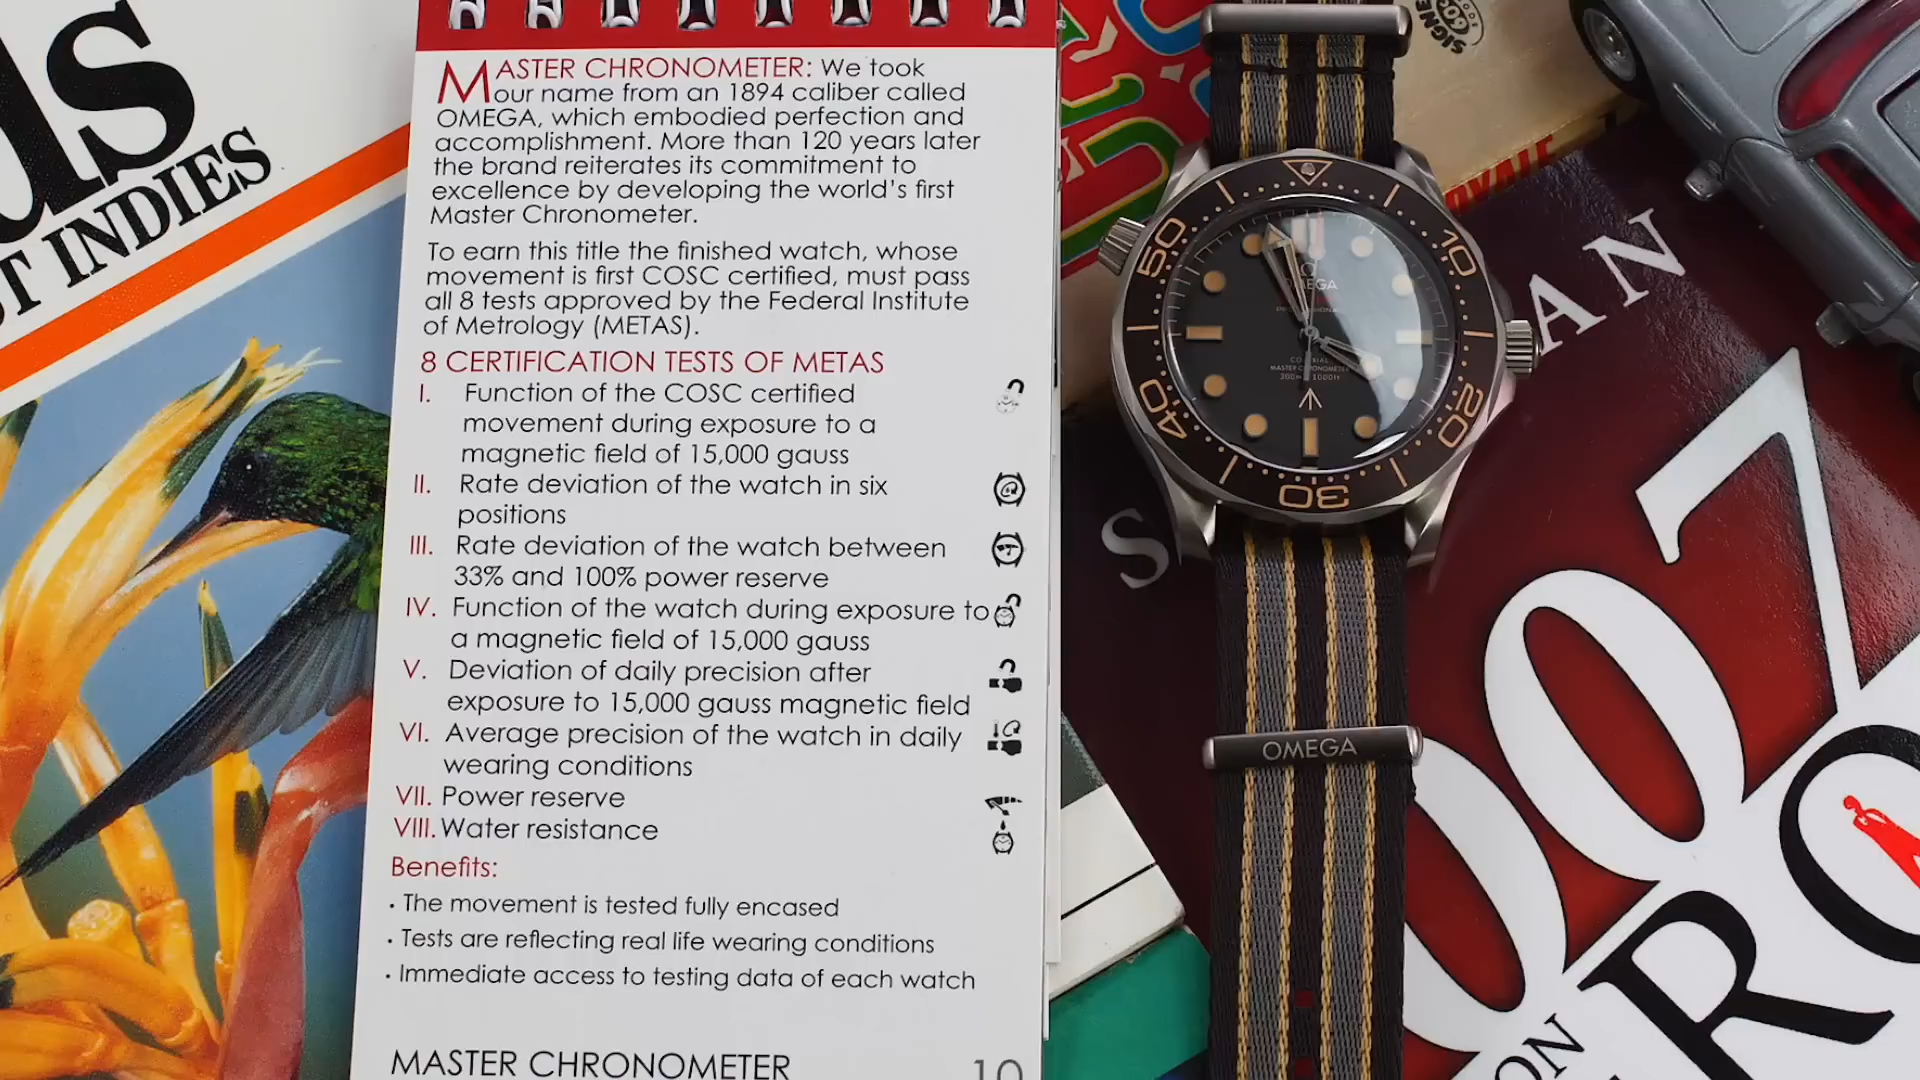 ds
T INDIES
MASTER CHRONOMETER: We took
our name from an 1894 caliber called
OMEGA, which embodied perfection and
accomplishment. More than 120 years later
the brand reiterates its commitment to
excellence by developing the world's first
Master Chronometer.
To earn this title the finished watch, whose
movement is first COSC certified, must pass
all 8 tests approved by the Federal Institute
of Metrology (METAS).
8 CERTIFICATION TESTS OF METAS
I. Function of the COSC certified
movement during exposure to a
magnetic field of 15,000 gauss
II. Rate deviation of the watch in six
positions
III. Rate deviation of the watch between
33% and 100% power reserve
IV. Function of the watch during exposure to
a magnetic field of 15,000 gauss
V. Deviation of daily precision after
exposure to 15,000 gauss magnetic field
VI. Average precision of the watch in daily
wearing conditions
VII. Power reserve
VIII. Water resistance
Benefits:
· The movement is tested fully encased
· Tests are reflecting real life wearing conditions
· Immediate access to testing data of each watch
MASTER CHRONOMETER 10
SIGNE
OYALE
10
20
30
40
50
OMEGA
MASTER CHRONOMETER
OMEGA
S
AN
007
RO
ON